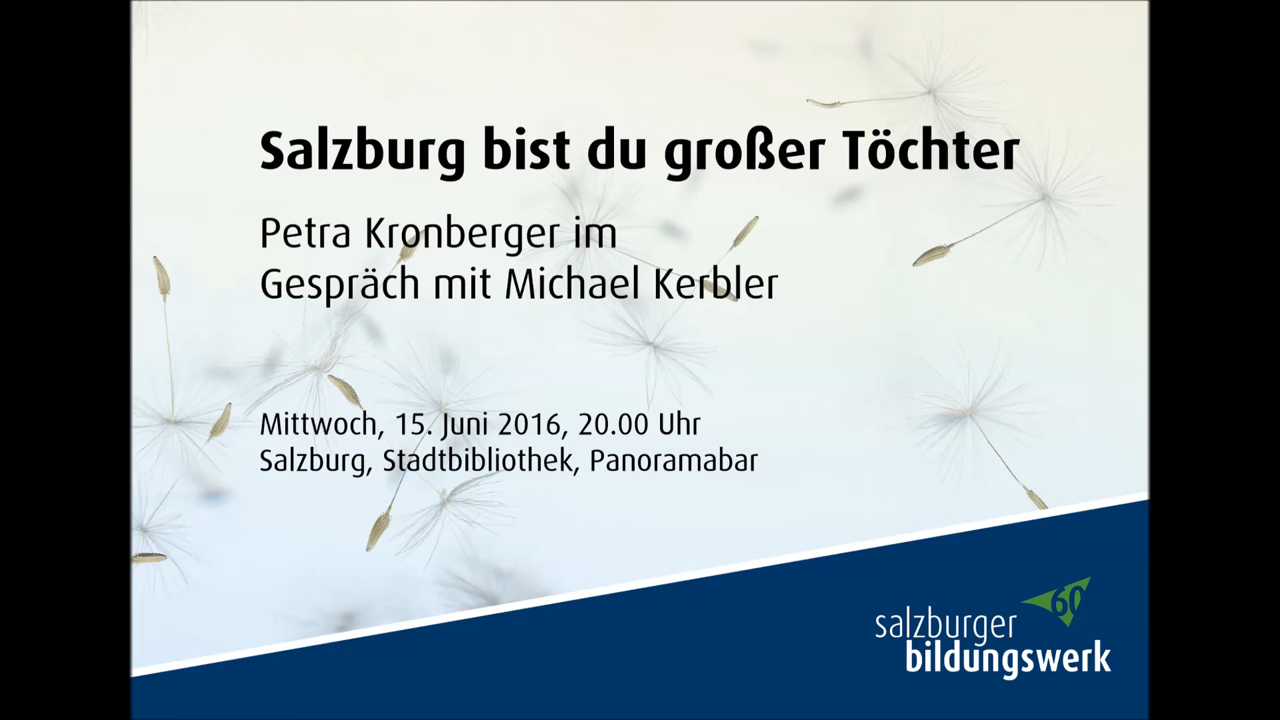 Salzburg bist du großer Töchter
Petra Kronberger im
Gespräch mit Michael Kerbler
Mittwoch, 15. Juni 2016, 20.00 Uhr
Salzburg, Stadtbibliothek, Panoramabar
60
salzburger
bildungswerk